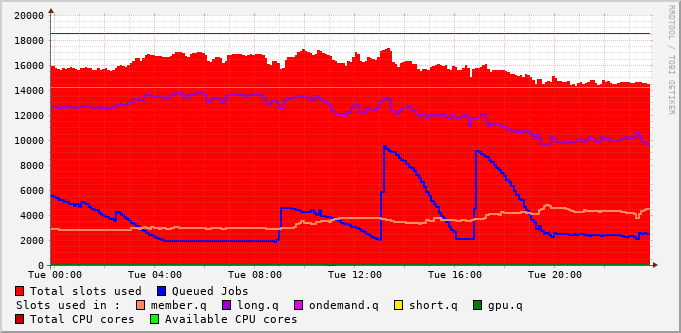 20000
18000
16000
14000
12000
10000
8000
6000
4000
2000
0
Tue 00:00 Tue 04:00 Tue 08:00 Tue 12:00 Tue 16:00 Tue 20:00
RRDTOOL / TOBI OETIKER
Total slots used Queued Jobs
Slots used in : member.q long.q ondemand.q short.q gpu.q
Total CPU cores Available CPU cores